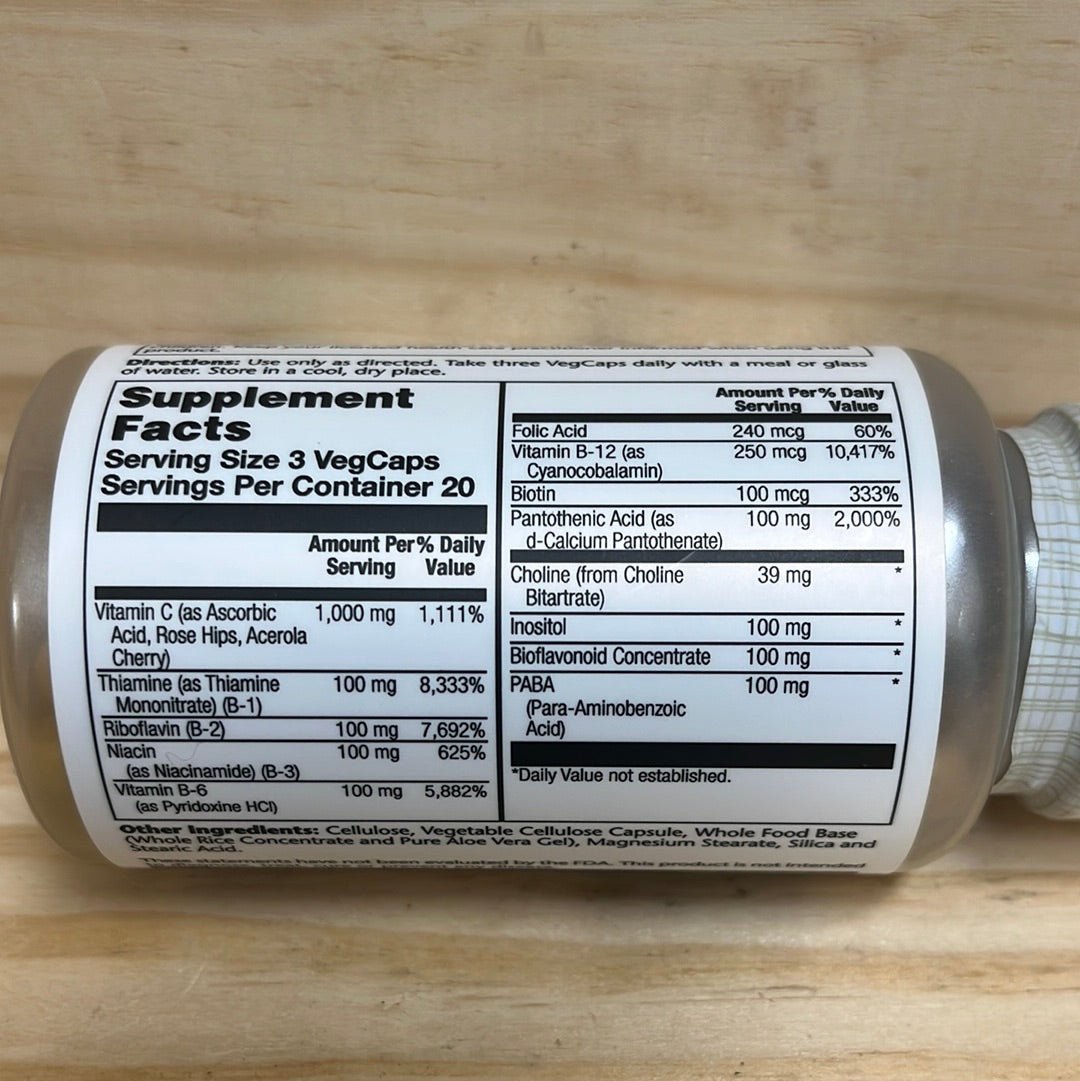 product.
Directions: Use only as directed. Take three VegCaps daily with a meal or glass
of water. Store in a cool, dry place.
Supplement
Facts
Serving Size 3 VegCaps
Servings Per Container 20
Amount Per % Daily
Serving Value
Vitamin C (as Ascorbic 1,000 mg 1,111%
Acid, Rose Hips, Acerola
Cherry)
Thiamine (as Thiamine 100 mg 8,333%
Mononitrate) (B-1)
Riboflavin (B-2) 100 mg 7,692%
Niacin 100 mg 625%
(as Niacinamide) (B-3)
Vitamin B-6 100 mg 5,882%
(as Pyridoxine HCl)
Amount Per % Daily
Serving Value
Folic Acid 240 mcg 60%
Vitamin B-12 (as 250 mcg 10,417%
Cyanocobalamin)
Biotin 100 mcg 333%
Pantothenic Acid (as 100 mg 2,000%
d-Calcium Pantothenate)
Choline (from Choline 39 mg *
Bitartrate)
Inositol 100 mg *
Bioflavonoid Concentrate 100 mg *
PABA 100 mg *
(Para-Aminobenzoic
Acid)
*Daily Value not established.
Other Ingredients: Cellulose, Vegetable Cellulose Capsule, Whole Food Base
(Whole Rice Concentrate and Pure Aloe Vera Gel), Magnesium Stearate, Silica and
Stearic Acid.
These statements have not been evaluated by the FDA. This product is not intended